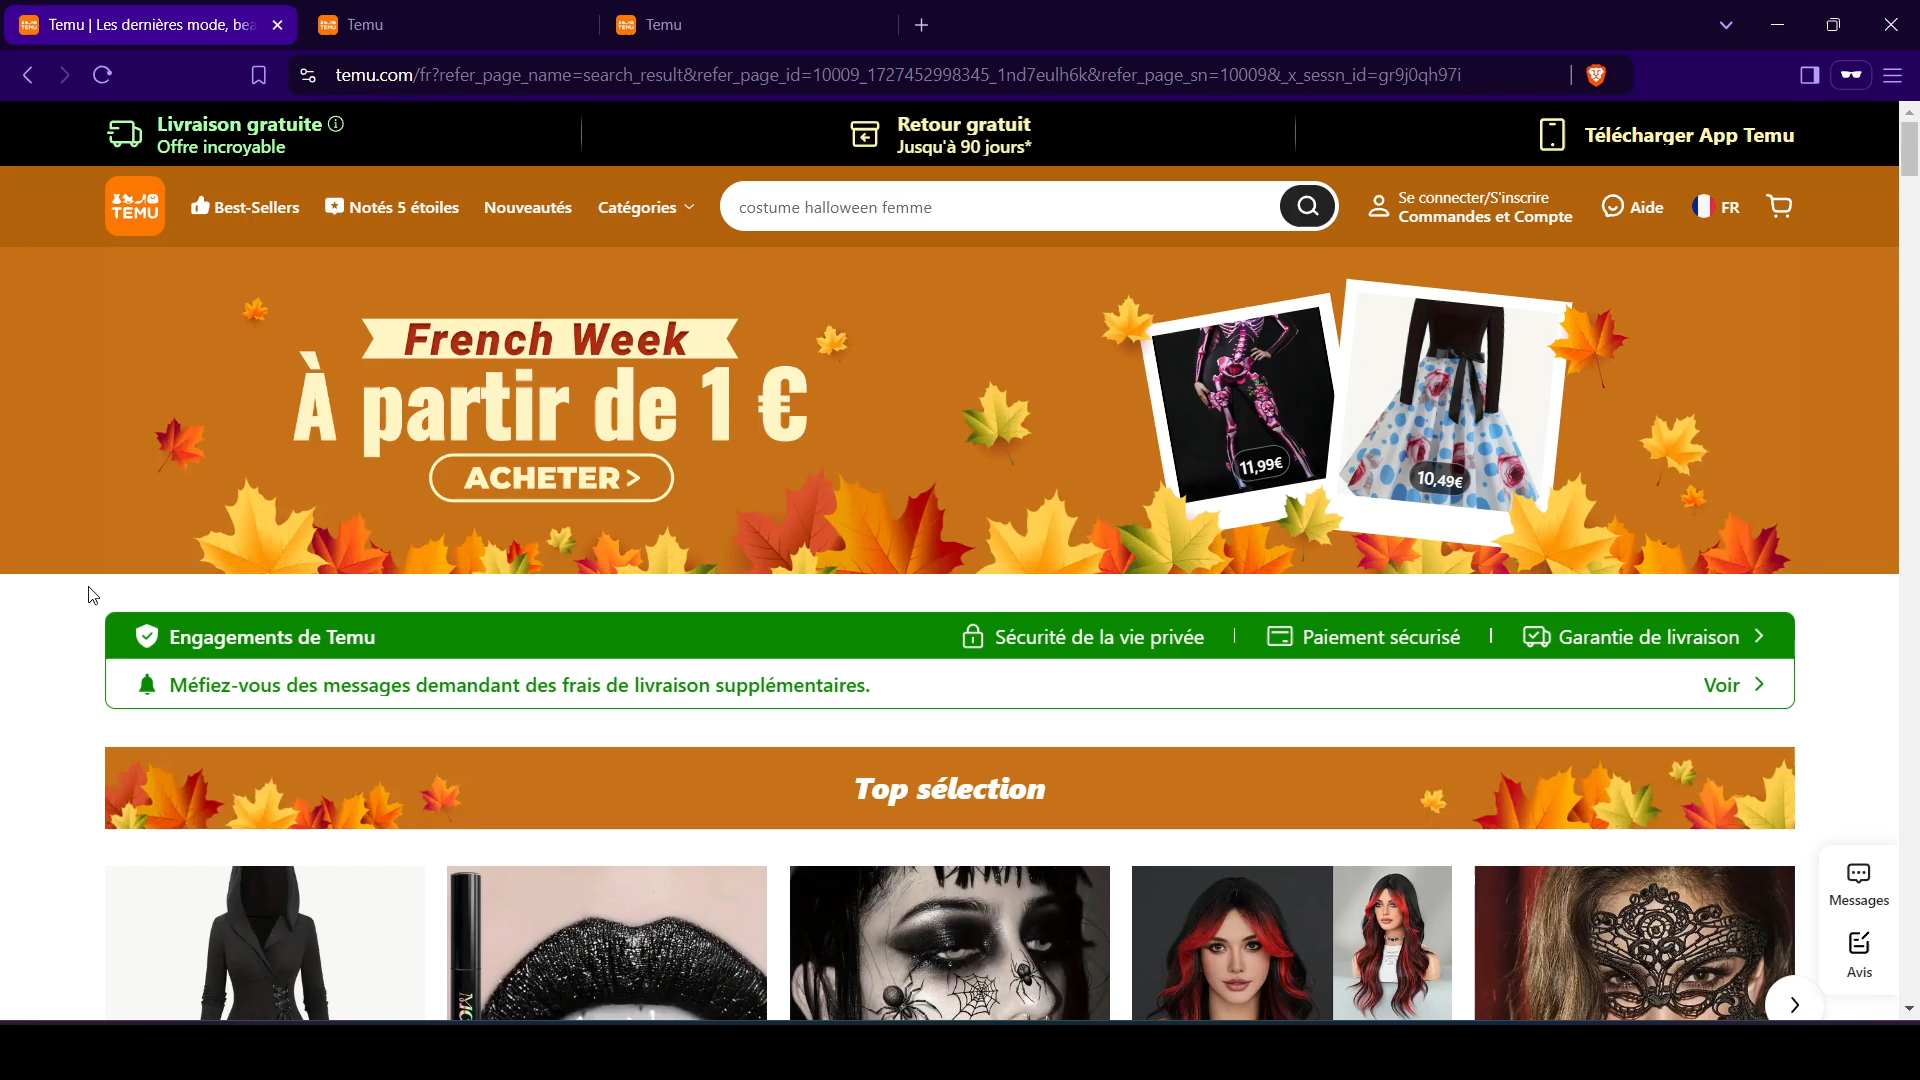 Temu | Les dernières mode, bea
Temu
Temu
temu.com/fr?refer_page_name=search_result&refer_page_id=10009_1727452998345_1nd7eulh6k&refer_page_sn=10009&_x_sessn_id=gr9j0qh97i
Livraison gratuite
Offre incroyable
Retour gratuit
Jusqu'à 90 jours*
Télécharger App Temu
TEMU
Best-Sellers
Notés 5 étoiles
Nouveautés
Catégories
costume halloween femme
Se connecter/S'inscrire
Commandes et Compte
Aide
FR
French Week
À partir de 1 €
ACHETER >
11,99€
10,49€
Engagements de Temu
Sécurité de la vie privée
Paiement sécurisé
Garantie de livraison
Méfiez-vous des messages demandant des frais de livraison supplémentaires.
Voir
Top sélection
Messages
Avis